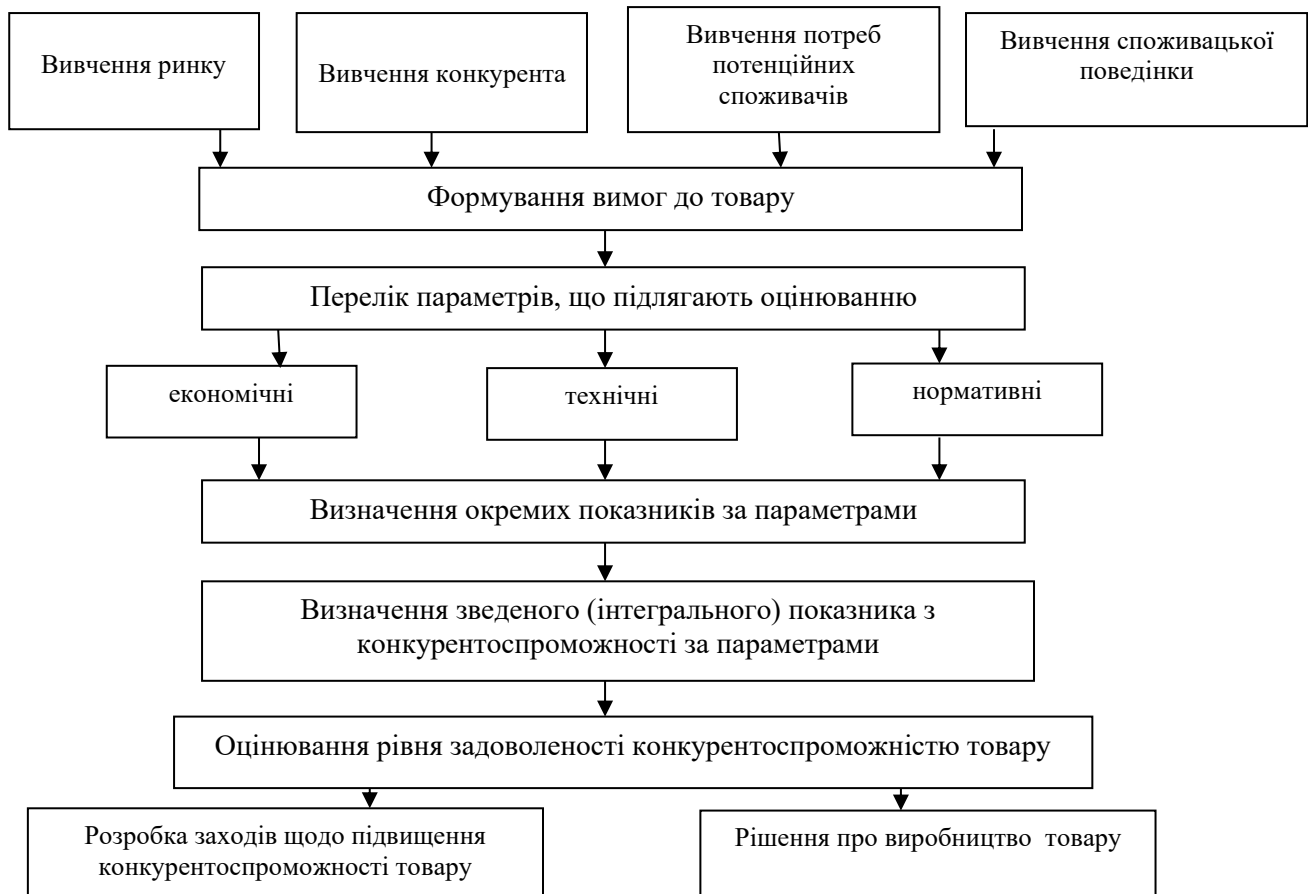 Вивчення ринку
Вивчення конкурента
Вивчення потреб
потенційних
споживачів
Вивчення споживацької
поведінки
Формування вимог до товару
Перелік параметрів, що підлягають оцінюванню
економічні
технічні
нормативні
Визначення окремих показників за параметрами
Визначення зведеного (інтегрального) показника з
конкурентоспроможності за параметрами
Оцінювання рівня задоволеності конкурентоспроможністю товару
Розробка заходів щодо підвищення
конкурентоспроможності товару
Рішення про виробництво товару